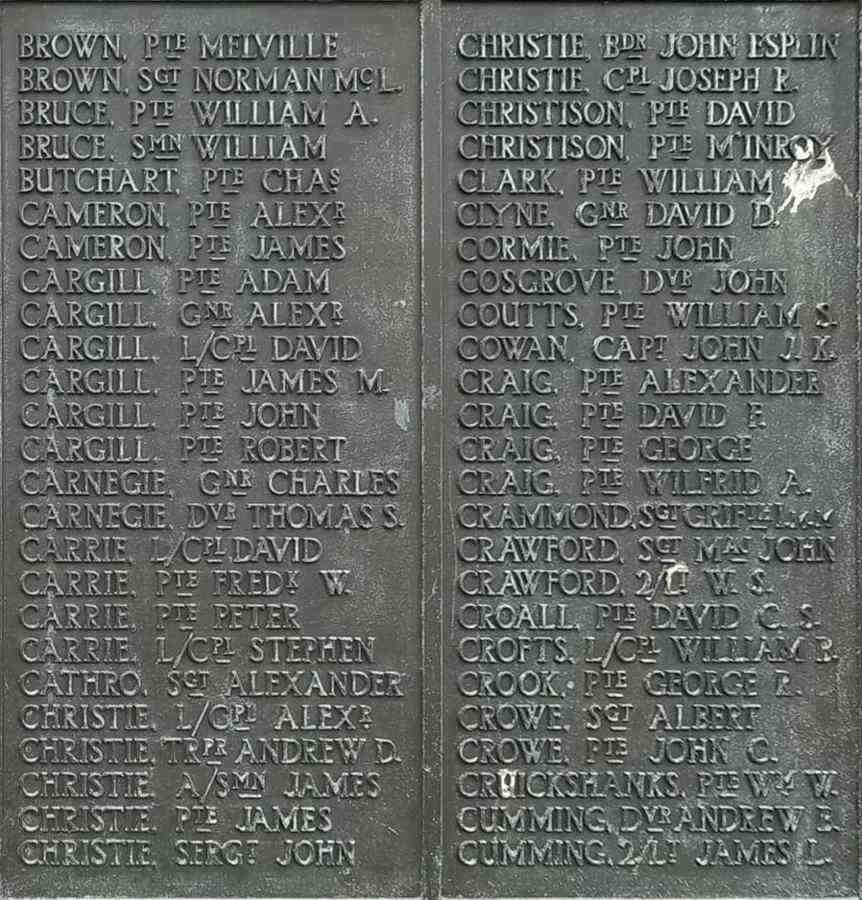 BROWN, PTE MELVILLE
BROWN, SGT NORMAN McL.
BRUCE, PTE WILLIAM A.
BRUCE, SMN WILLIAM
BUTCHART, PTE CHAS
CAMERON, PTE ALEXR
CAMERON, PTE JAMES
CARGILL, PTE ADAM
CARGILL, GNR ALEXR
CARGILL, L/CPL DAVID
CARGILL, PTE JAMES M.
CARGILL, PTE JOHN
CARGILL, PTE ROBERT
CARNEGIE, GNR CHARLES
CARNEGIE, DVR THOMAS S.
CARRIE, L/CPL DAVID
CARRIE, PTE FREDK W.
CARRIE, PTE PETER
CARRIE, L/CPL STEPHEN
CATHRO, SGT ALEXANDER
CHRISTIE, L/CPL ALEXR
CHRISTIE, TRPR ANDREW D.
CHRISTIE, A/SMN JAMES
CHRISTIE, PTE JAMES
CHRISTIE, SERGT JOHN
CHRISTIE, BDR JOHN ESPLIN
CHRISTIE, CPL JOSEPH R.
CHRISTISON, PTE DAVID
CHRISTISON, PTE M'INROY
CLARK, PTE WILLIAM
CLYNE, GNR DAVID D.
CORMIE, PTE JOHN
COSGROVE, DVR JOHN
COUTTS, PTE WILLIAM S.
COWAN, CAPT JOHN J. K.
CRAIG, PTE ALEXANDER
CRAIG, PTE DAVID F.
CRAIG, PTE GEORGE
CRAIG, PTE WILFRID A.
CRAMMOND, SGT
CRAWFORD, SGT MAJ JOHN
CRAWFORD, 2/LT W. S.
CROALL, PTE DAVID C. S.
CROFTS, L/CPL WILLIAM R.
CROOK, PTE GEORGE R.
CROWE, SGT ALBERT
CROWE, PTE JOHN C.
CRUICKSHANKS, PTE WM W.
CUMMING, DVR ANDREW B.
CUMMING, 2/LT JAMES L.